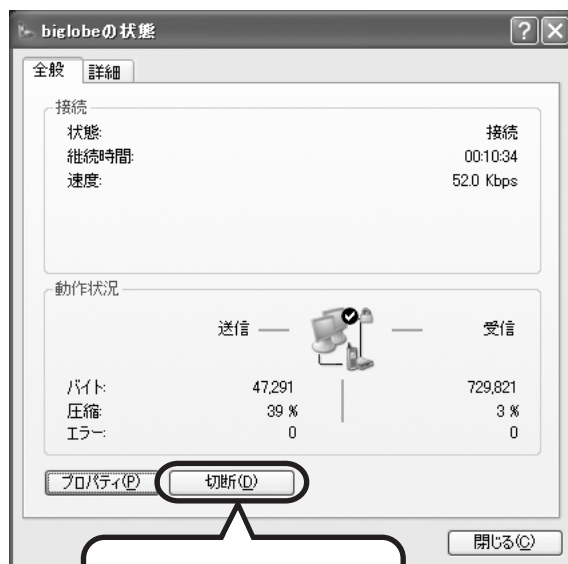 biglobeの状態
全般 詳細
接続
状態: 接続
継続時間: 00:10:34
速度: 52.0 Kbps
動作状況
送信 — — 受信
バイト: 47,291 729,821
圧縮: 39 % 3 %
エラー: 0 0
プロパティ(P) 切断(D)
閉じる(C)